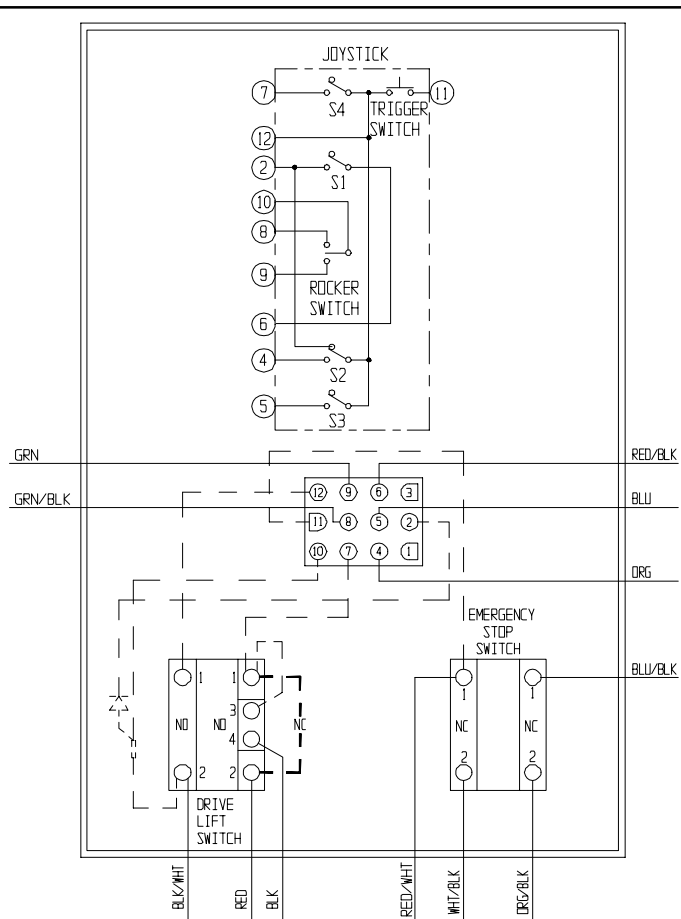 JOYSTICK
7
S4
TRIGGER
SWITCH
11
12
2
S1
10
8
9
ROCKER
SWITCH
6
4
S2
5
S3
GRN
RED/BLK
12 9 6 3
GRN/BLK
BLU
11 8 5 2
10 7 4 1
ORG
EMERGENCY
STOP
SWITCH
BLU/BLK
1 1
3
NO NO NC
4
2 2
DRIVE
LIFT
SWITCH
1 1
NC NC
2 2
BLK/WHT
RED
BLK
RED/WHT
WHT/BLK
ORG/BLK